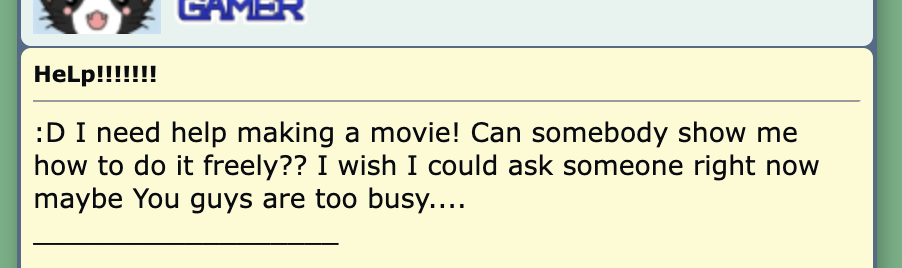 GAMER
HeLp!!!!!!!
:D I need help making a movie! Can somebody show me
how to do it freely?? I wish I could ask someone right now
maybe You guys are too busy....
___________________